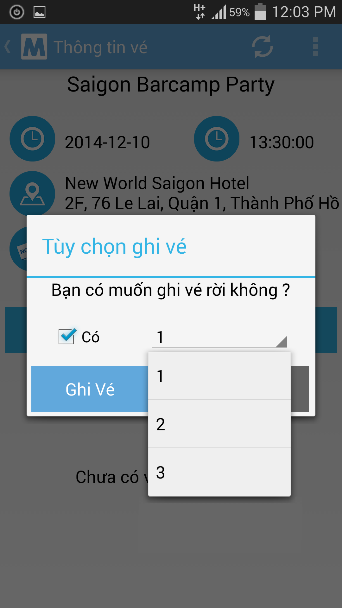 H+ 59% 12:03 PM
M Thông tin vé
Saigon Barcamp Party
2014-12-10 13:30:00
New World Saigon Hotel
2F, 76 Le Lai, Quận 1, Thành Phố Hồ
Tùy chọn ghi vé
Bạn có muốn ghi vé rời không ?
Có 1
1
Ghi Vé
2
3
Chưa có